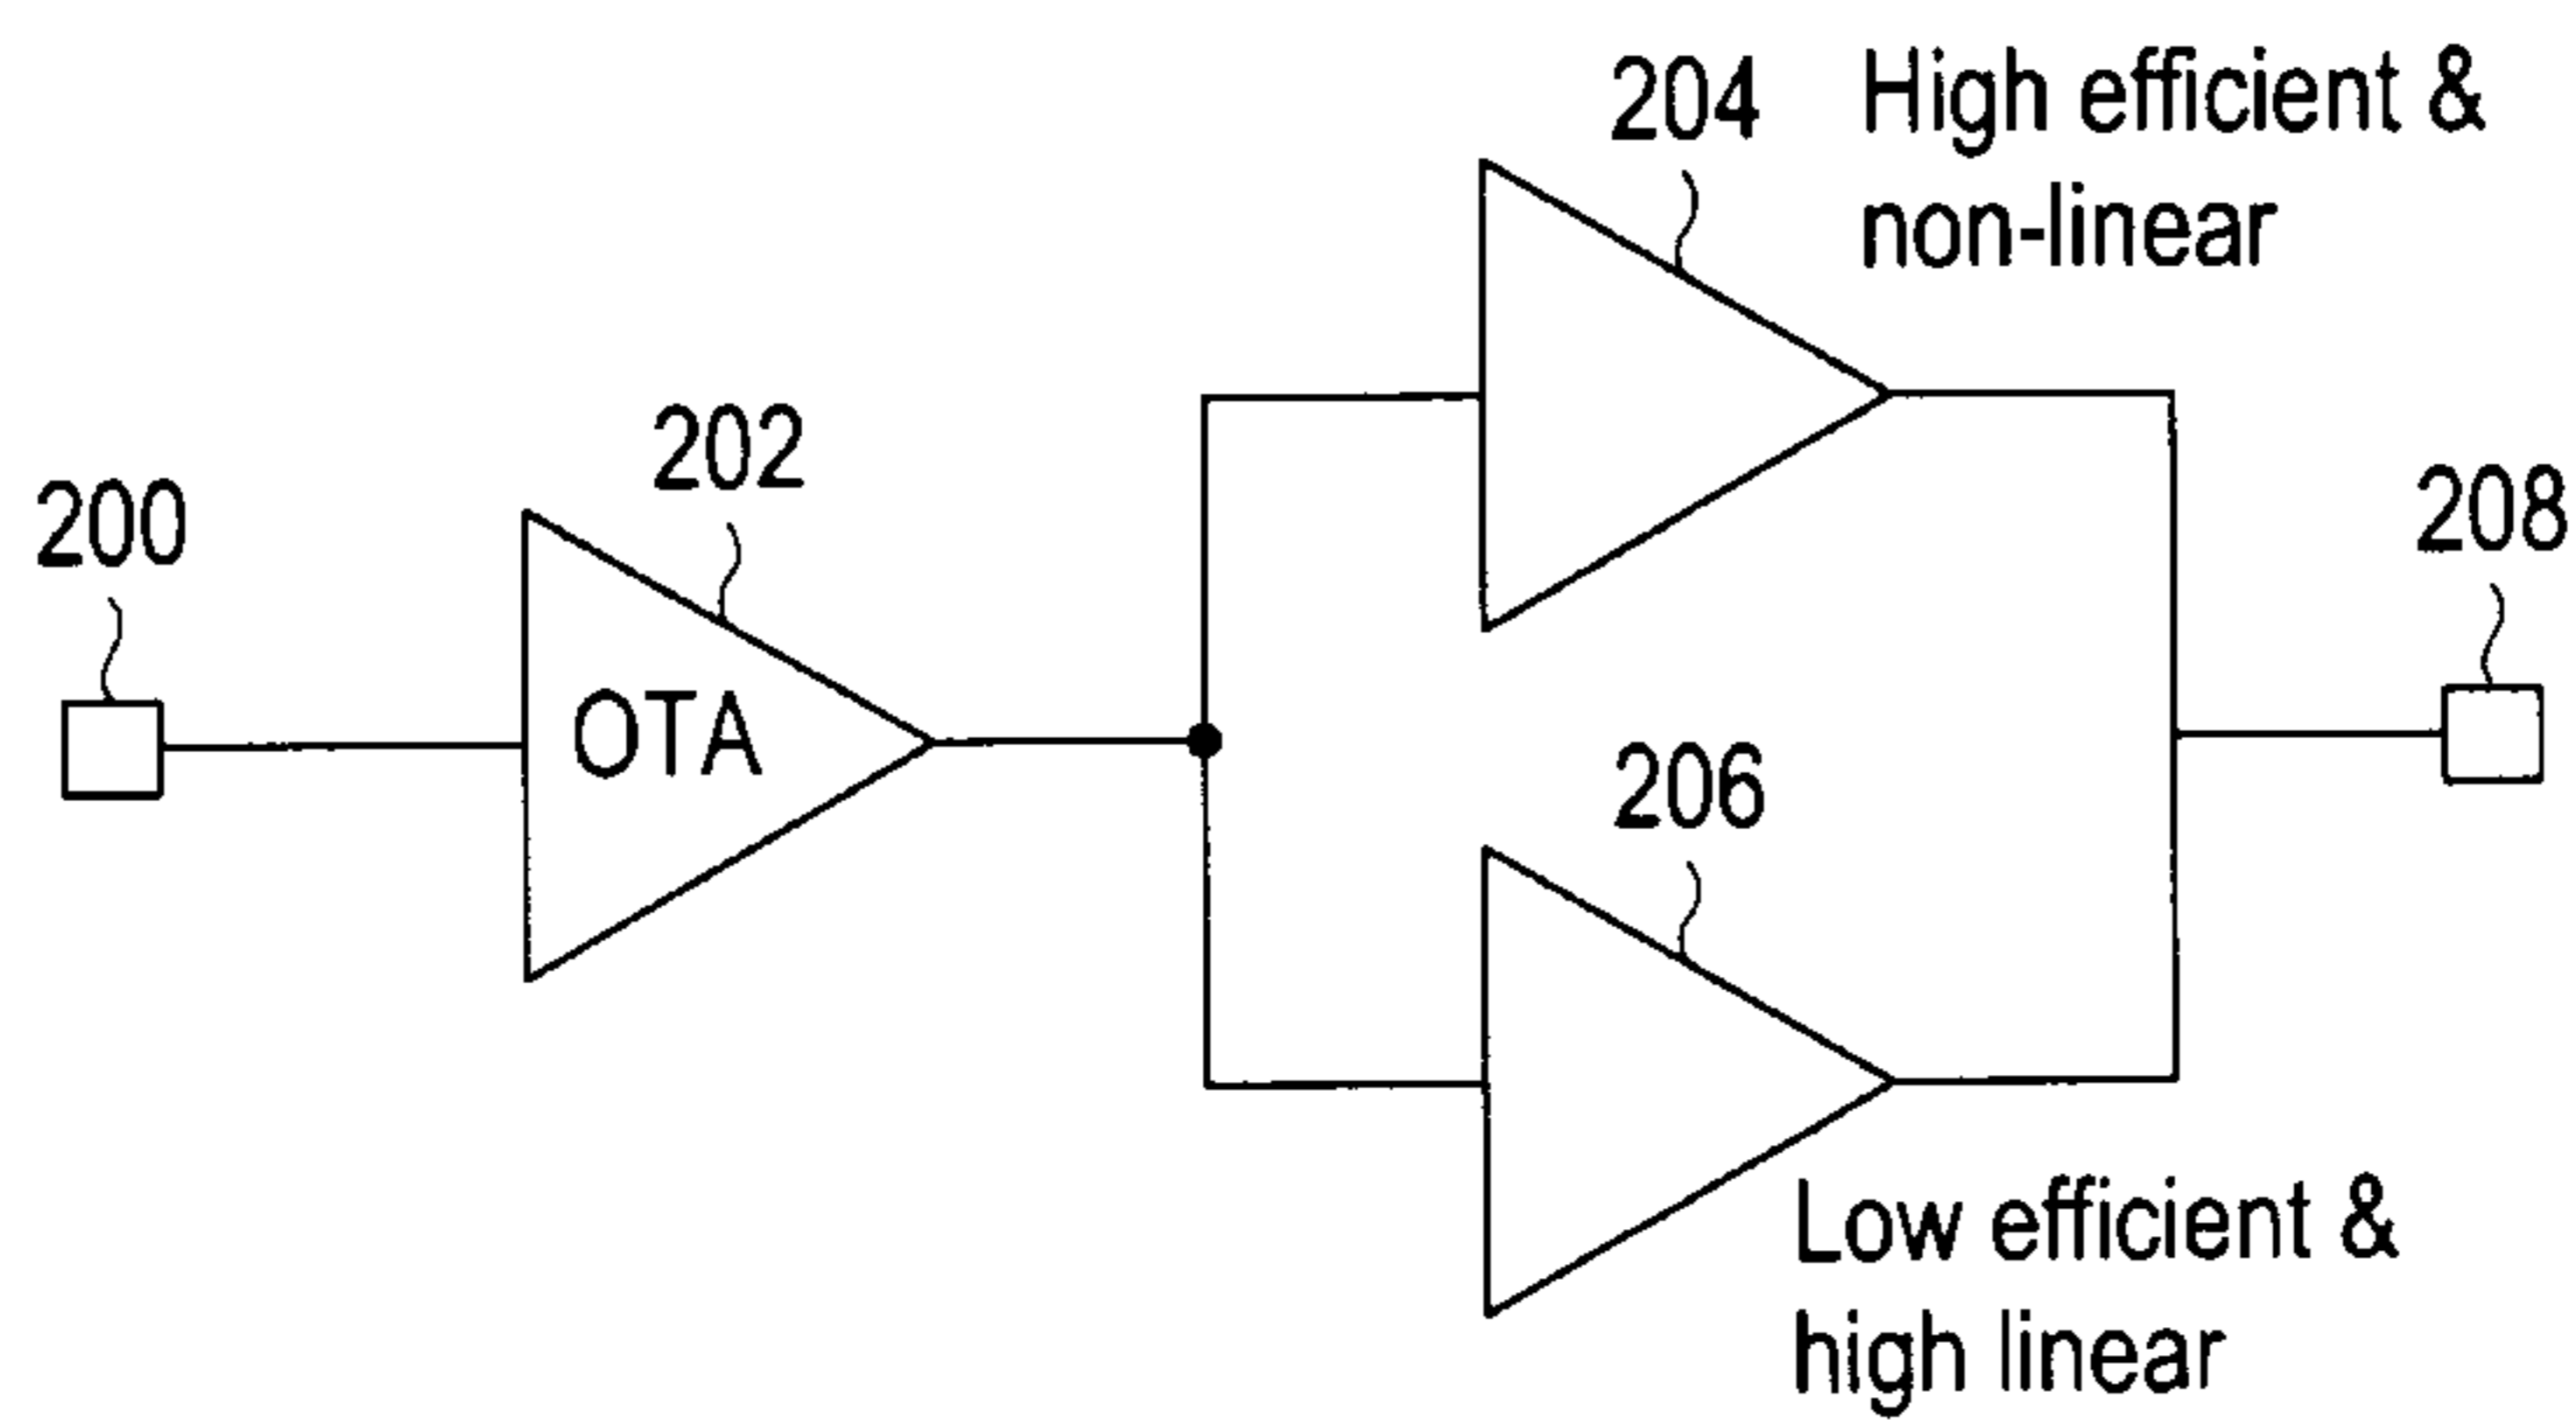 204
High efficient &
non-linear
202
200
OTA
208
206
Low efficient &
high linear